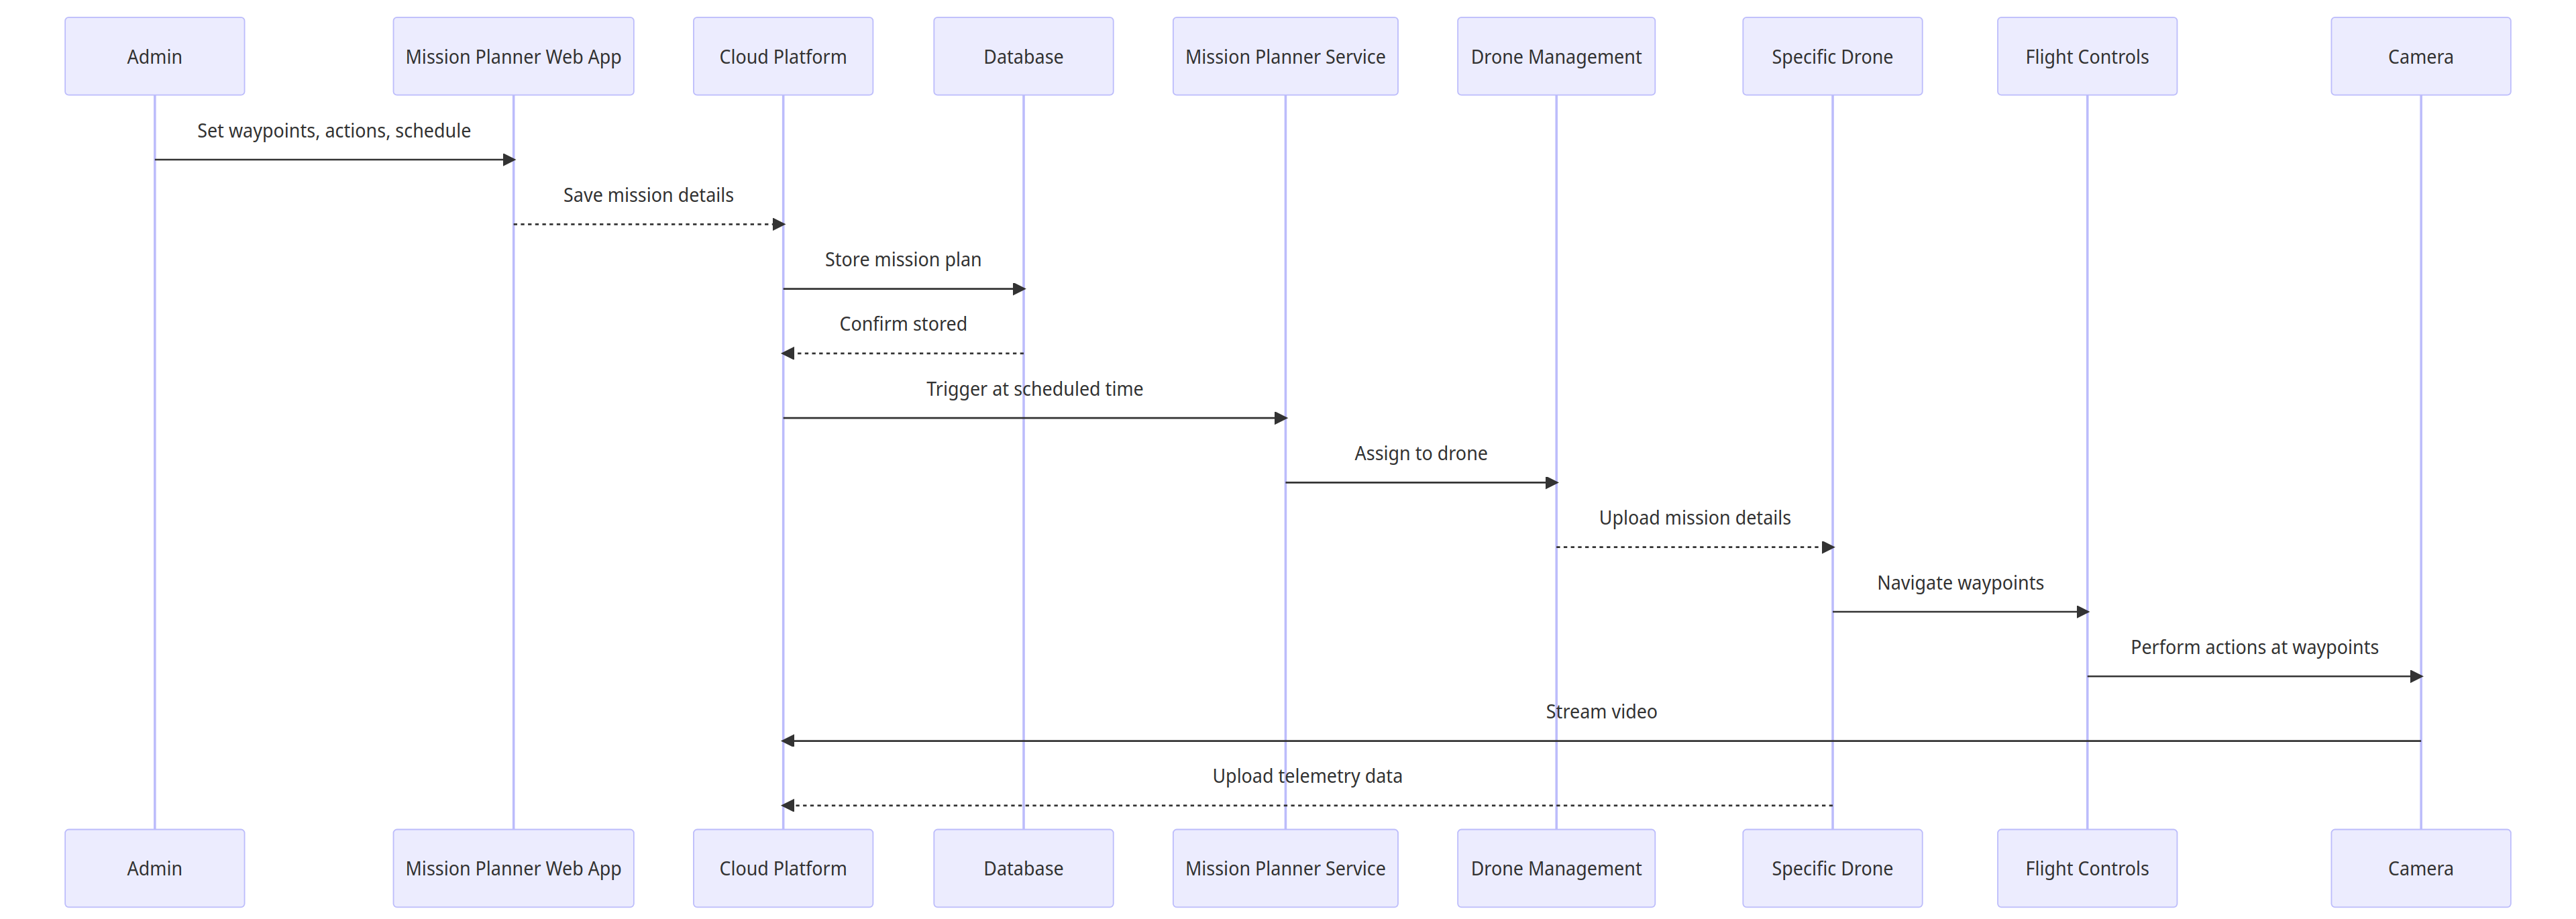 Admin
Mission Planner Web App
Cloud Platform
Database
Mission Planner Service
Drone Management
Specific Drone
Flight Controls
Camera
Set waypoints, actions, schedule
Save mission details
Store mission plan
Confirm stored
Trigger at scheduled time
Assign to drone
Upload mission details
Navigate waypoints
Perform actions at waypoints
Stream video
Upload telemetry data
Admin
Mission Planner Web App
Cloud Platform
Database
Mission Planner Service
Drone Management
Specific Drone
Flight Controls
Camera